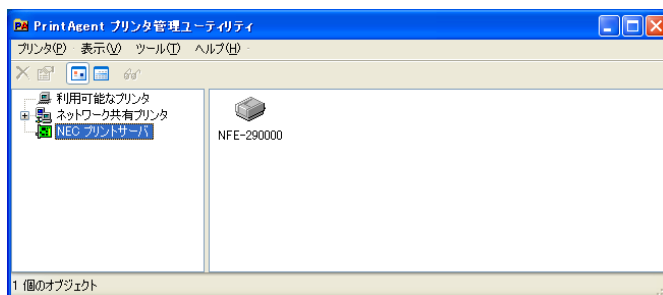 PrintAgent プリンタ管理ユーティリティ
プリンタ(P) 表示(V) ツール(T) ヘルプ(H)
利用可能なプリンタ
ネットワーク共有プリンタ
NEC プリントサーバ
NFE-290000
1 個のオブジェクト